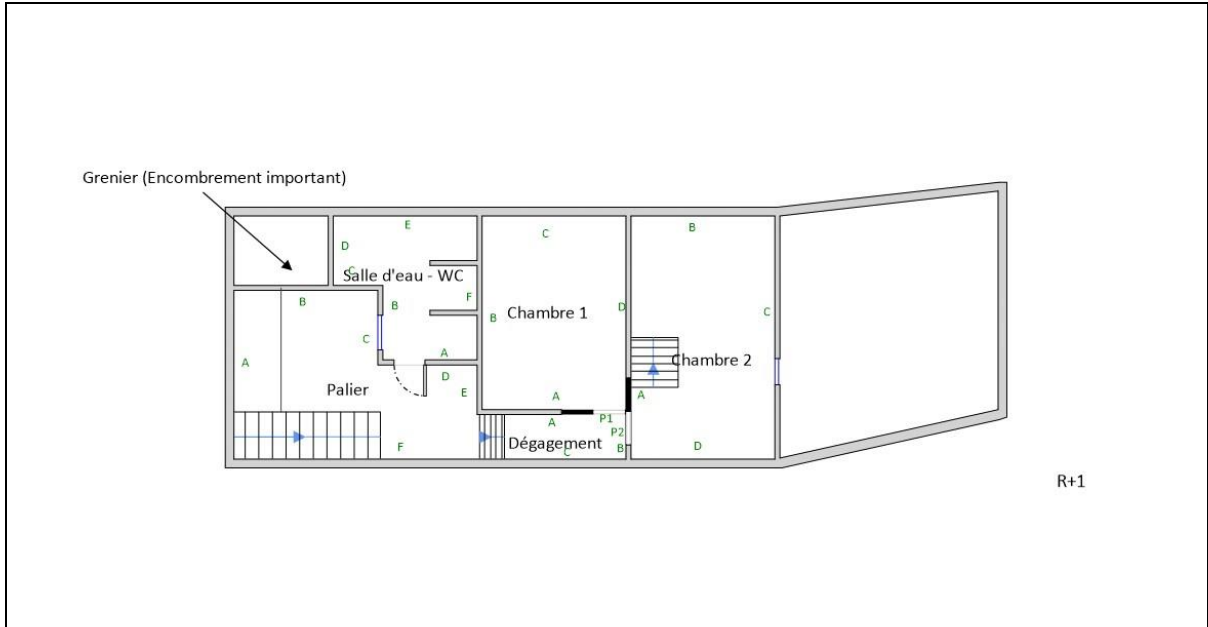 Grenier (Encombrement important)
E
D
C
Salle d'eau - WC
B
F
A
C
B
Chambre 1
D
A
B
C
Chambre 2
A
D
B
A
C
Palier
D
E
F
A
P1
P2
Dégagement
B
C
R+1